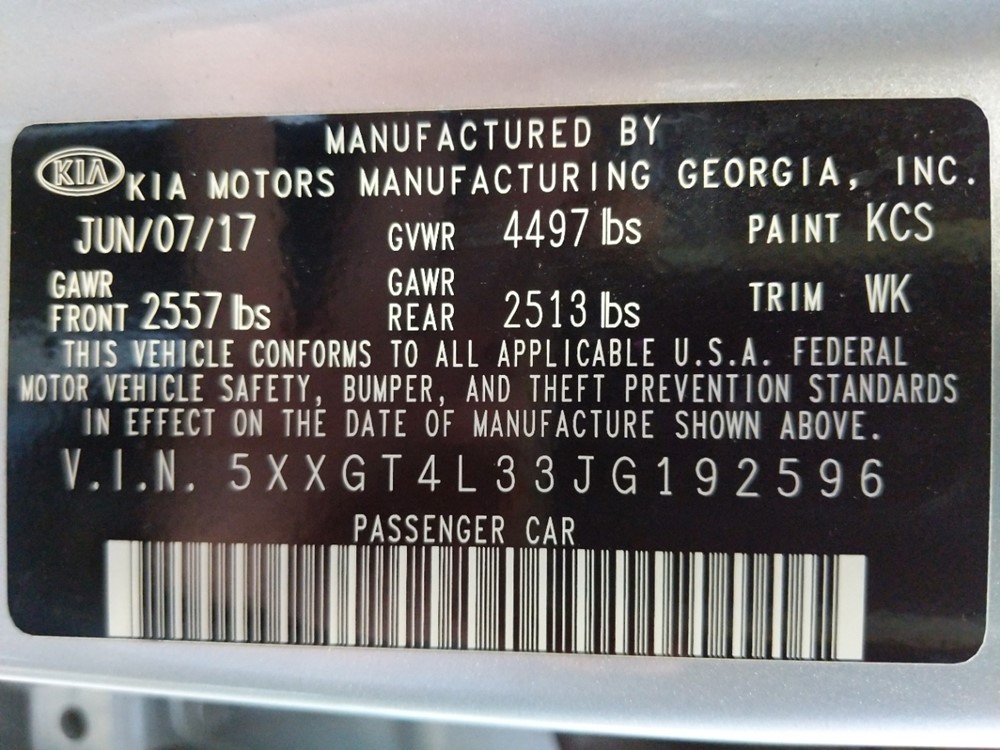 MANUFACTURED BY
KIA KIA MOTORS MANUFACTURING GEORGIA, INC.
JUN/07/17 GVWR 4497 lbs PAINT KCS
GAWR FRONT 2557 lbs GAWR REAR 2513 lbs TRIM WK
THIS VEHICLE CONFORMS TO ALL APPLICABLE U.S.A. FEDERAL
MOTOR VEHICLE SAFETY, BUMPER, AND THEFT PREVENTION STANDARDS
IN EFFECT ON THE DATE OF MANUFACTURE SHOWN ABOVE.
V.I.N. 5XXGT4L33JG192596
PASSENGER CAR